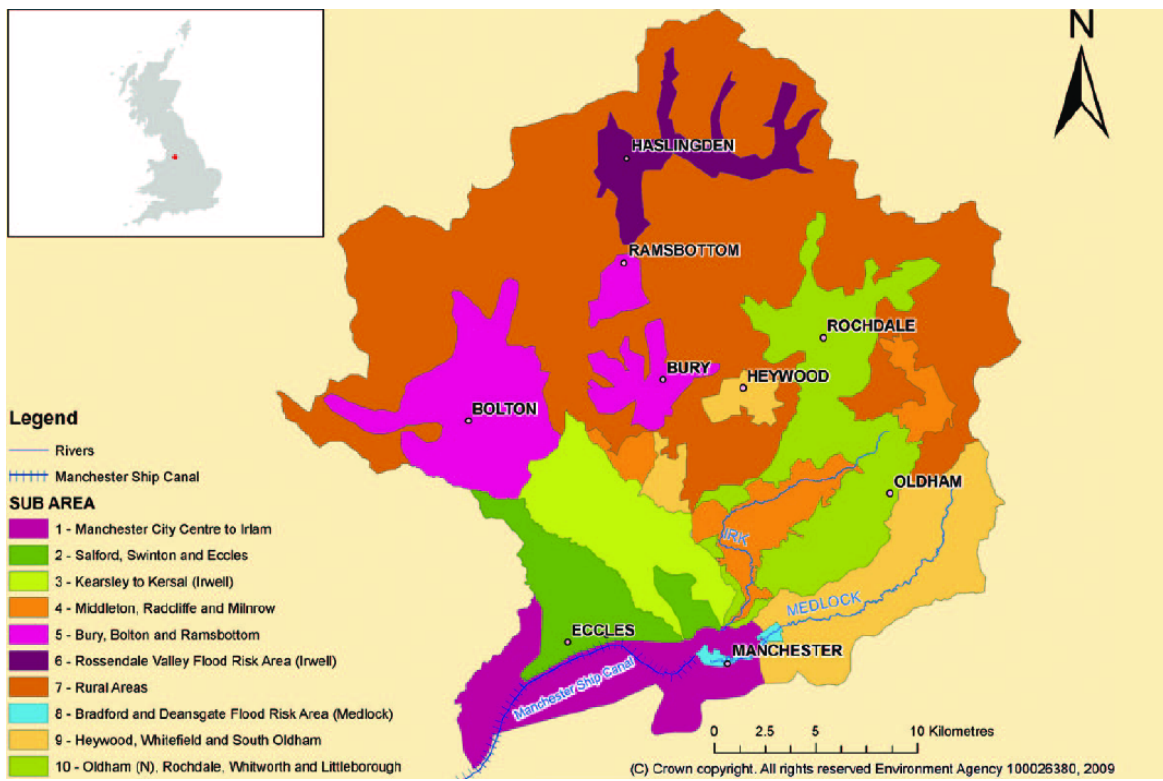 N
HASLINGDEN
RAMSBOTTOM
ROCHDALE
BURY
HEYWOOD
BOLTON
OLDHAM
IRK
MEDLOCK
ECCLES
MANCHESTER
Manchester Ship Canal
Legend
Rivers
Manchester Ship Canal
SUB AREA
1 - Manchester City Centre to Irlam
2 - Salford, Swinton and Eccles
3 - Kearsley to Kersal (Irwell)
4 - Middleton, Radcliffe and Milnrow
5 - Bury, Bolton and Ramsbottom
6 - Rossendale Valley Flood Risk Area (Irwell)
7 - Rural Areas
8 - Bradford and Deansgate Flood Risk Area (Medlock)
9 - Heywood, Whitefield and South Oldham
10 - Oldham (N), Rochdale, Whitworth and Littleborough
0 2.5 5 10 Kilometres
(C) Crown copyright. All rights reserved Environment Agency 100026380, 2009